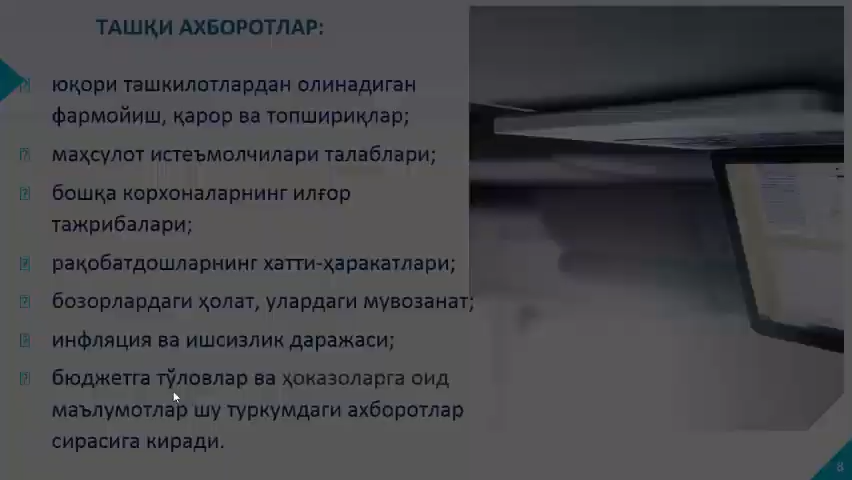 ТАШҚИ АХБОРОТЛАР:
юқори ташкилотлардан олинадиган
фармойиш, қарор ва топшириқлар;
маҳсулот истеъмолчилари талаблари;
бошқа корхоналарнинг илғор
тажрибалари;
рақобатдошларнинг хатти-ҳаракатлари;
бозорлардаги ҳолат, улардаги мувозанат;
инфляция ва ишсизлик даражаси;
бюджетга тўловлар ва ҳоказоларга оид
маълумотлар шу туркумдаги ахборотлар
сирасига киради.
8